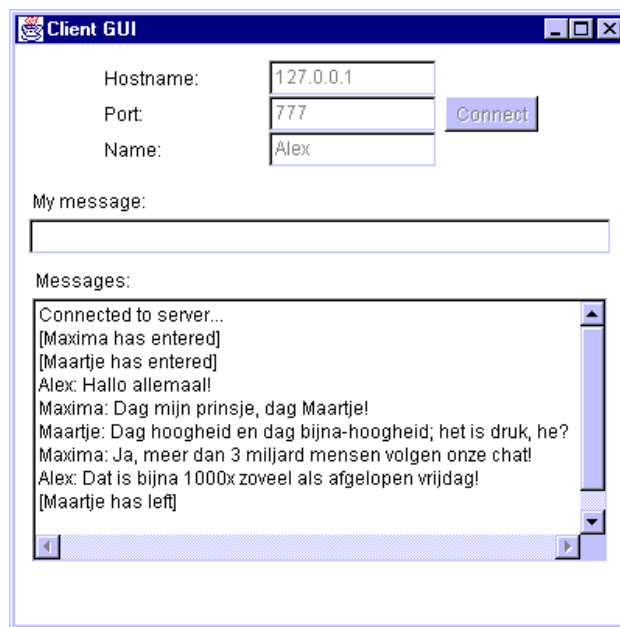 Client GUI
Hostname: 127.0.0.1
Port: 777 Connect
Name: Alex
My message:
Messages:
Connected to server...
[Maxima has entered]
[Maartje has entered]
Alex: Hallo allemaal!
Maxima: Dag mijn prinsje, dag Maartje!
Maartje: Dag hoogheid en dag bijna-hoogheid; het is druk, he?
Maxima: Ja, meer dan 3 miljard mensen volgen onze chat!
Alex: Dat is bijna 1000x zoveel als afgelopen vrijdag!
[Maartje has left]